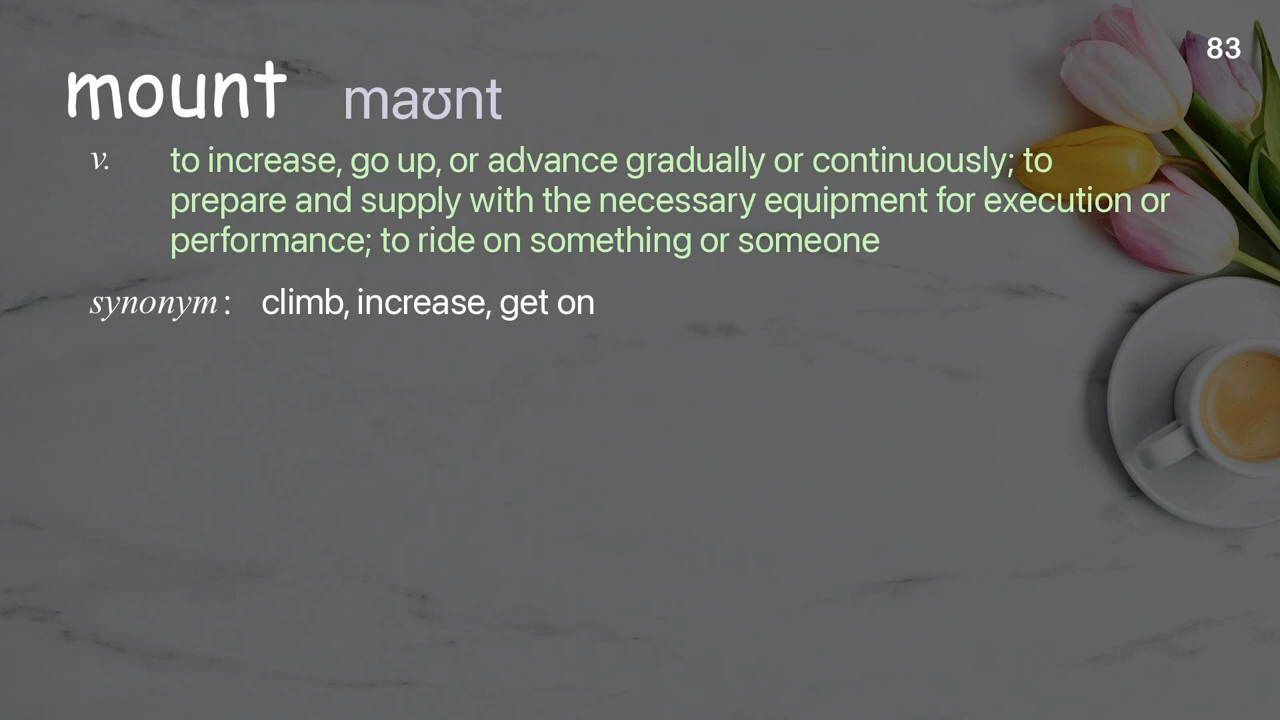 83
mount maʊnt
v. to increase, go up, or advance gradually or continuously; to
prepare and supply with the necessary equipment for execution or
performance; to ride on something or someone
synonym : climb, increase, get on